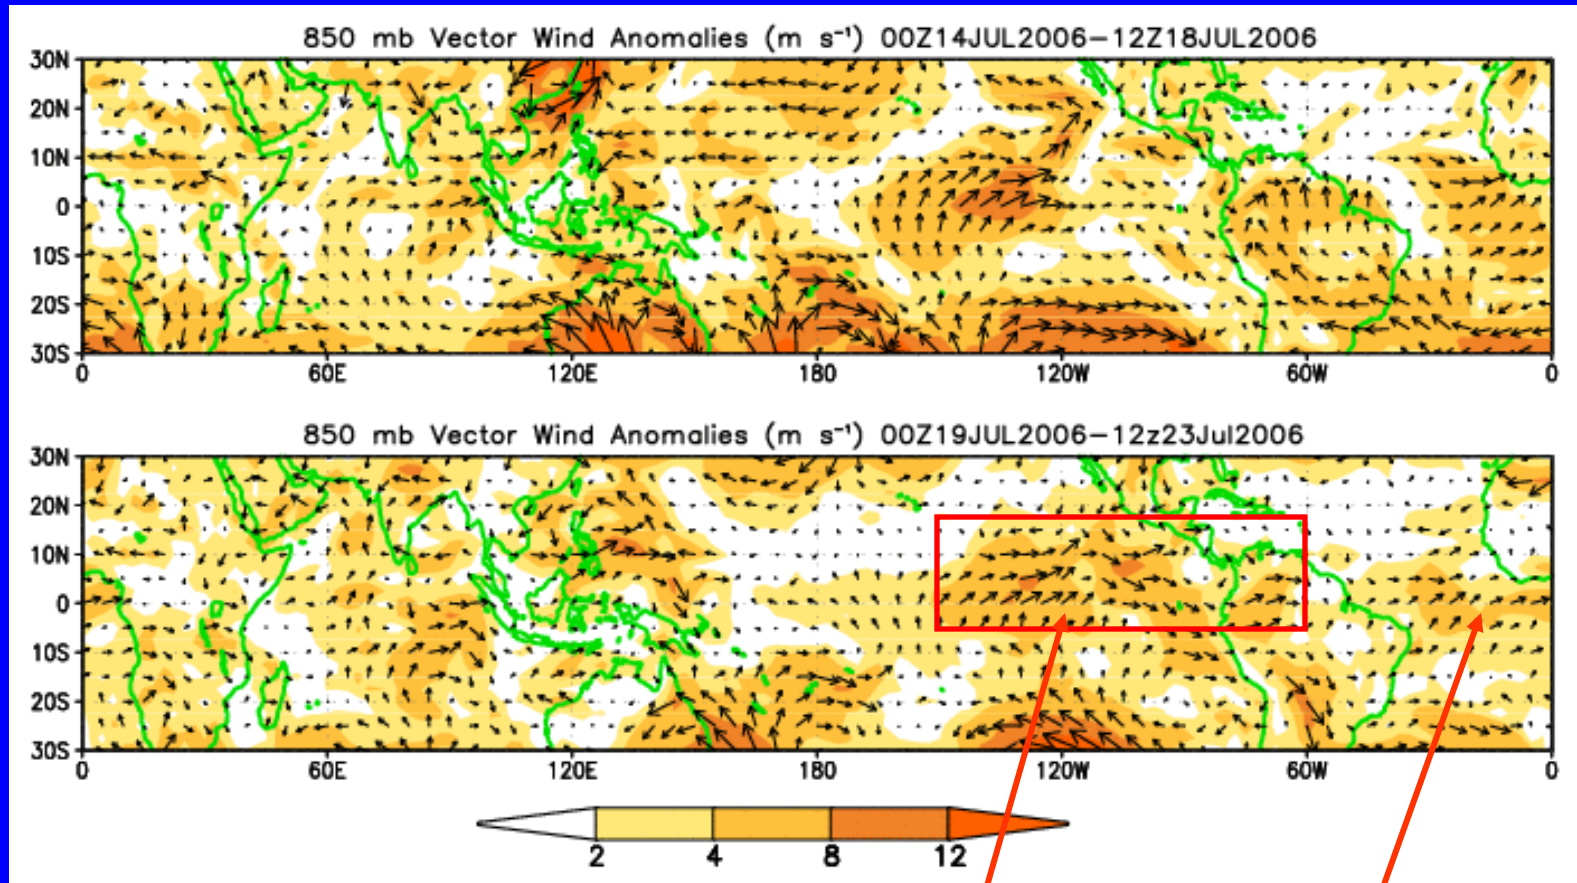 850 mb Vector Wind Anomalies (m s⁻¹) 00Z14JUL2006–12Z18JUL2006
30N
20N
10N
0
10S
20S
30S
0 60E 120E 180 120W 60W 0
850 mb Vector Wind Anomalies (m s⁻¹) 00Z19JUL2006–12z23Jul2006
30N
20N
10N
0
10S
20S
30S
0 60E 120E 180 120W 60W 0
2 4 8 12